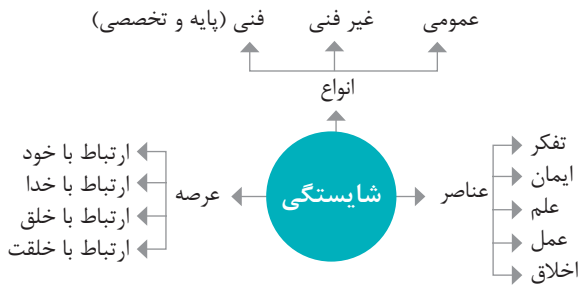 عمومی
غیر فنی
فنی (پایه و تخصصی)
انواع
شایستگی
عناصر
تفکر
ایمان
علم
عمل
اخلاق
عرصه
ارتباط با خود
ارتباط با خدا
ارتباط با خلق
ارتباط با خلقت